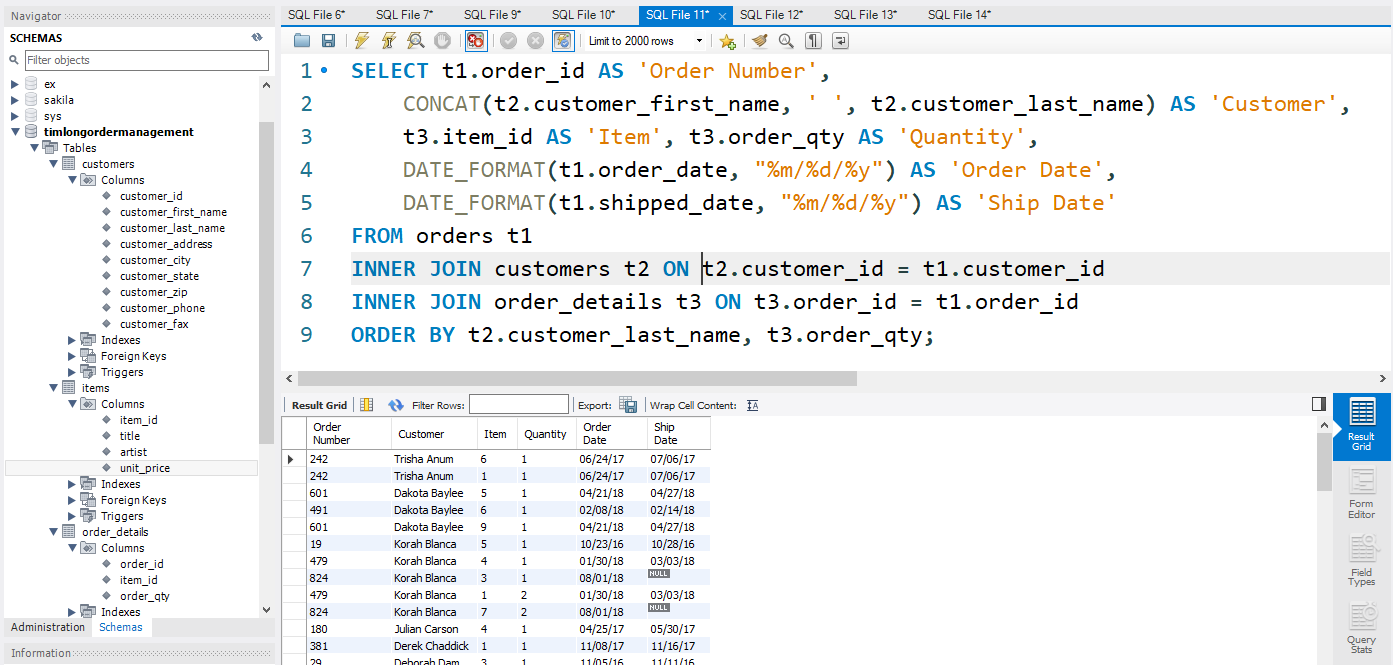 Navigator
SCHEMAS
Filter objects
ex
sakila
sys
timlongordermanagement
Tables
customers
Columns
customer_id
customer_first_name
customer_last_name
customer_address
customer_city
customer_state
customer_zip
customer_phone
customer_fax
Indexes
Foreign Keys
Triggers
items
Columns
item_id
title
artist
unit_price
Indexes
Foreign Keys
Triggers
order_details
Columns
order_id
item_id
order_qty
Indexes
Administration Schemas
Information
SQL File 6* SQL File 7* SQL File 9* SQL File 10* SQL File 11* SQL File 12* SQL File 13* SQL File 14*
Limit to 2000 rows
1 SELECT t1.order_id AS 'Order Number',
2 CONCAT(t2.customer_first_name, ' ', t2.customer_last_name) AS 'Customer',
3 t3.item_id AS 'Item', t3.order_qty AS 'Quantity',
4 DATE_FORMAT(t1.order_date, "%m/%d/%y") AS 'Order Date',
5 DATE_FORMAT(t1.shipped_date, "%m/%d/%y") AS 'Ship Date'
6 FROM orders t1
7 INNER JOIN customers t2 ON t2.customer_id = t1.customer_id
8 INNER JOIN order_details t3 ON t3.order_id = t1.order_id
9 ORDER BY t2.customer_last_name, t3.order_qty;
Result Grid Filter Rows: Export: Wrap Cell Content:
Order Number Customer Item Quantity Order Date Ship Date
242 Trisha Anum 6 1 06/24/17 07/06/17
242 Trisha Anum 1 1 06/24/17 07/06/17
601 Dakota Baylee 5 1 04/21/18 04/27/18
491 Dakota Baylee 6 1 02/08/18 02/14/18
601 Dakota Baylee 9 1 04/21/18 04/27/18
19 Korah Blanca 5 1 10/23/16 10/28/16
479 Korah Blanca 4 1 01/30/18 03/03/18
824 Korah Blanca 3 1 08/01/18 NULL
479 Korah Blanca 1 2 01/30/18 03/03/18
824 Korah Blanca 7 2 08/01/18 NULL
180 Julian Carson 4 1 04/25/17 05/30/17
381 Derek Chaddick 1 1 11/08/17 11/16/17
29 Deborah Dam 3 1 11/05/16 11/11/16
Result Grid
Form Editor
Field Types
Query Stats